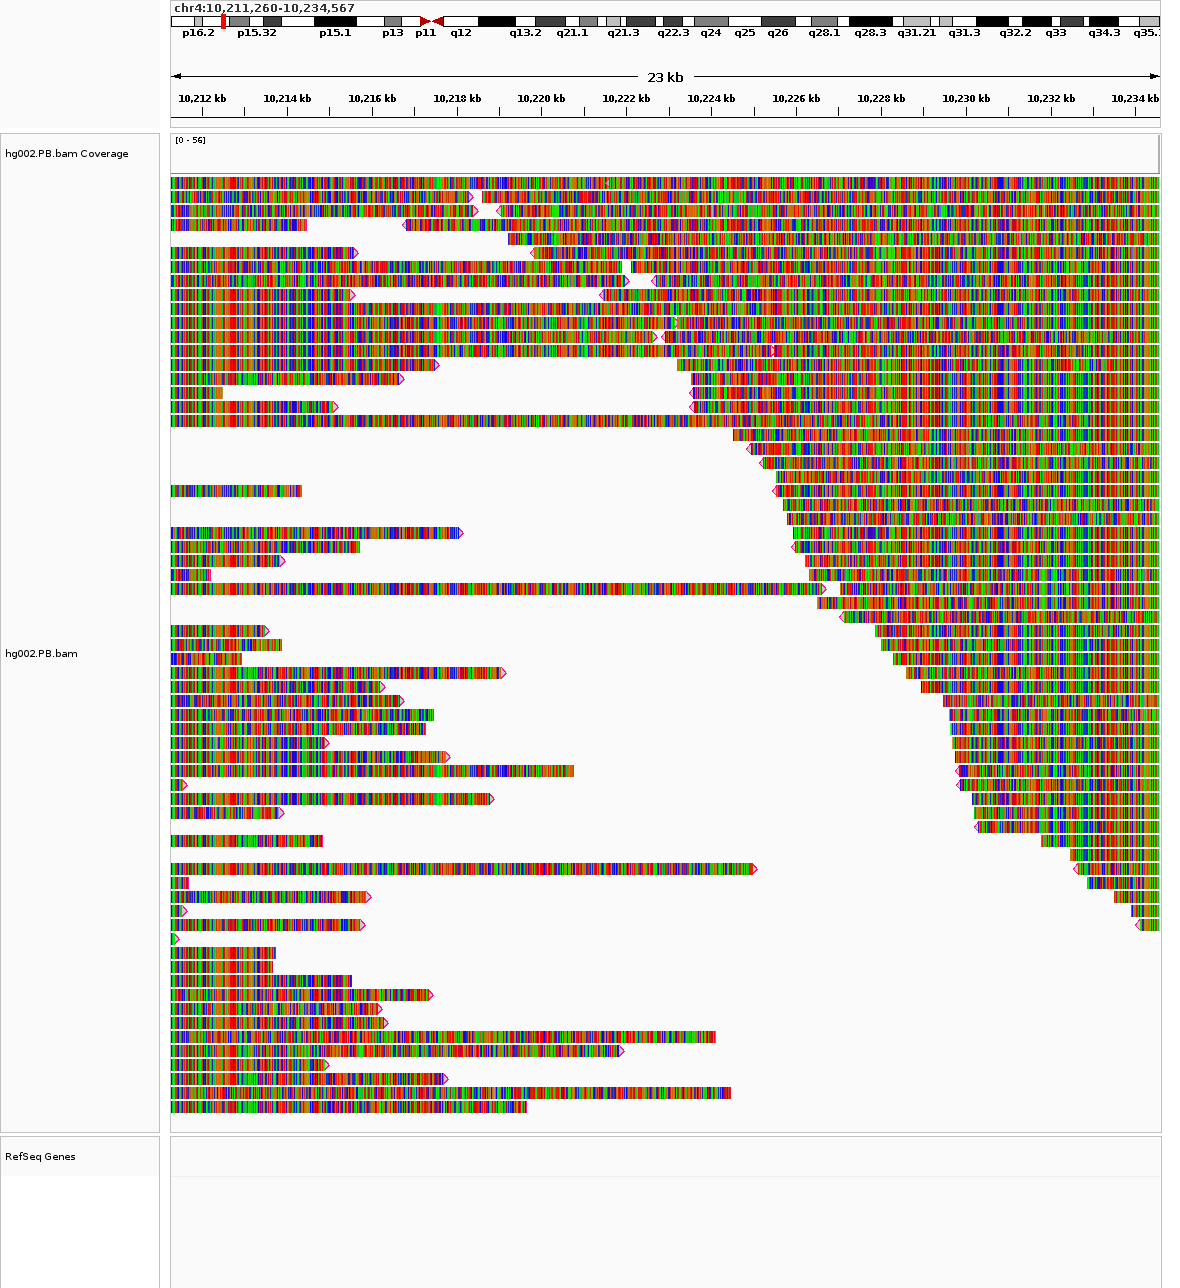 chr4:10,211,260-10,234,567
p16.2 p15.32 p15.1 p13 p11 q12 q13.2 q21.1 q21.3 q22.3 q24 q25 q26 q28.1 q28.3 q31.21 q31.3 q32.2 q33 q34.3 q35.
23 kb
10,212 kb 10,214 kb 10,216 kb 10,218 kb 10,220 kb 10,222 kb 10,224 kb 10,226 kb 10,228 kb 10,230 kb 10,232 kb 10,234 kb
[0 - 56]
hg002.PB.bam Coverage
hg002.PB.bam
RefSeq Genes